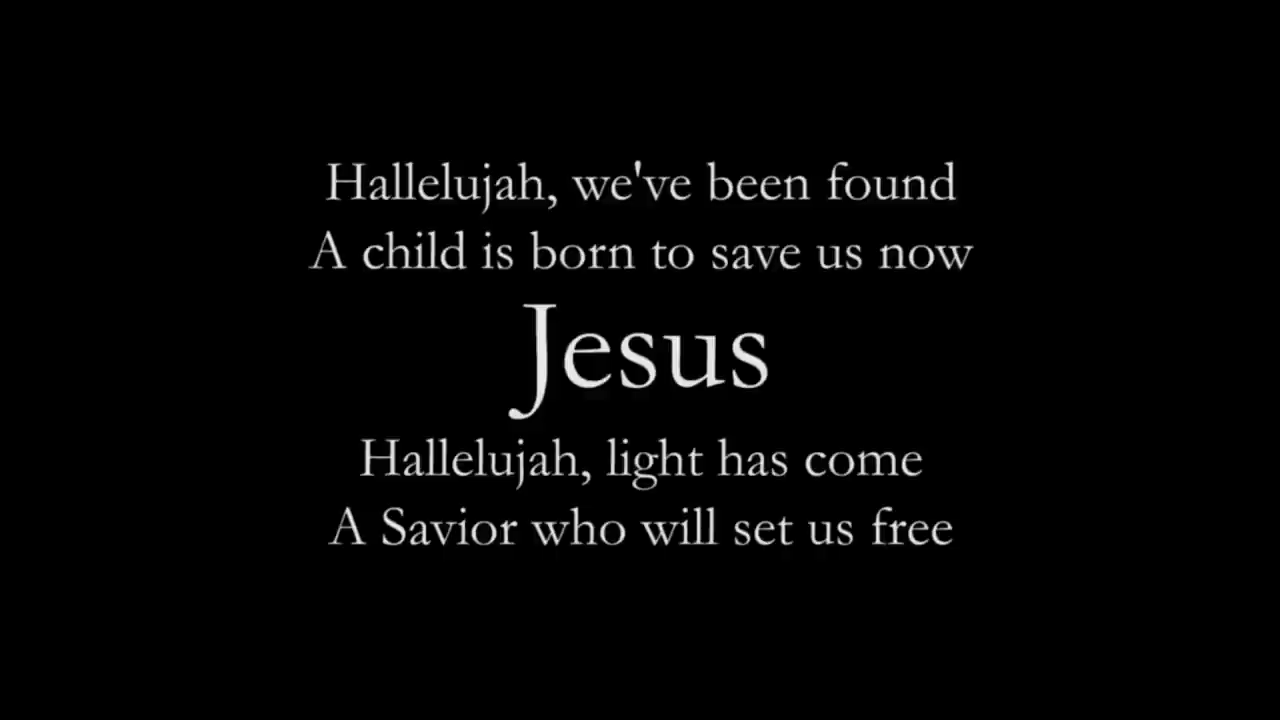 Hallelujah, we've been found
A child is born to save us now
Jesus
Hallelujah, light has come
A Savior who will set us free